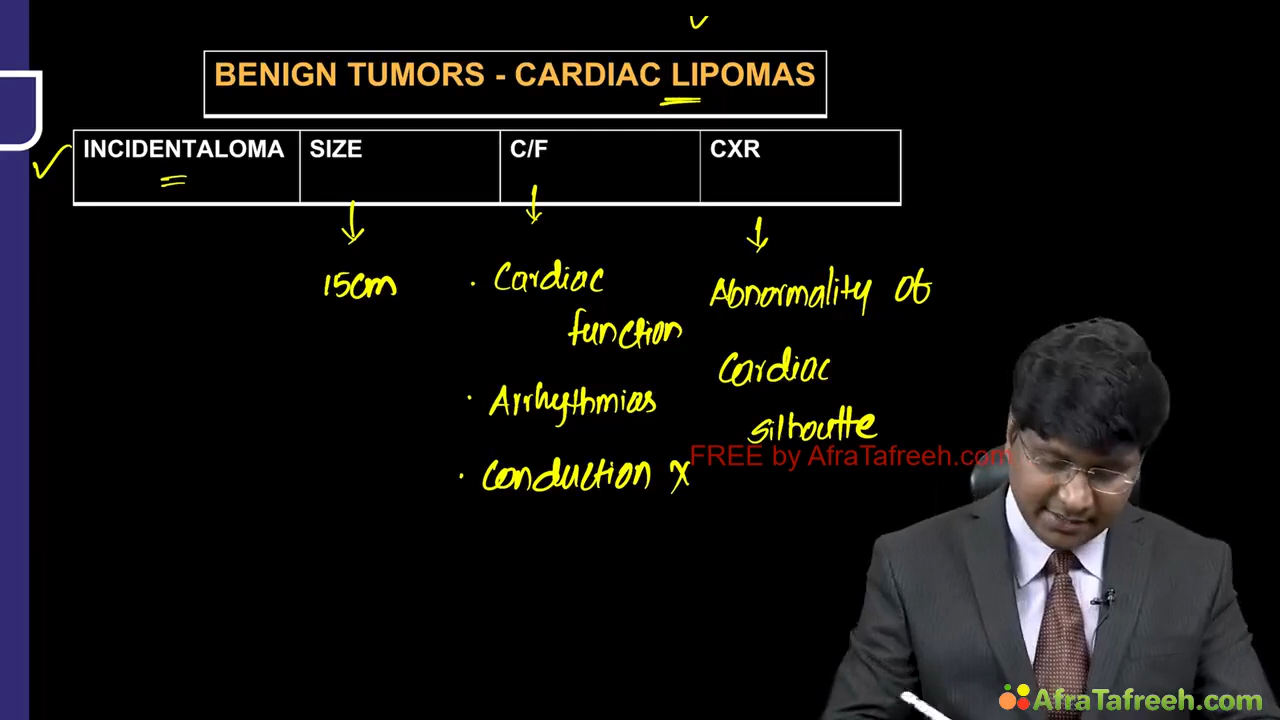 BENIGN TUMORS - CARDIAC LIPOMAS
INCIDENTALOMA SIZE C/F CXR
15cm
· Cardiac
function
· Arrhythmias
· Conduction x
Abnormality of
Cardiac
silhoutte
FREE by AfraTafreeh.com
AfraTafreeh.com